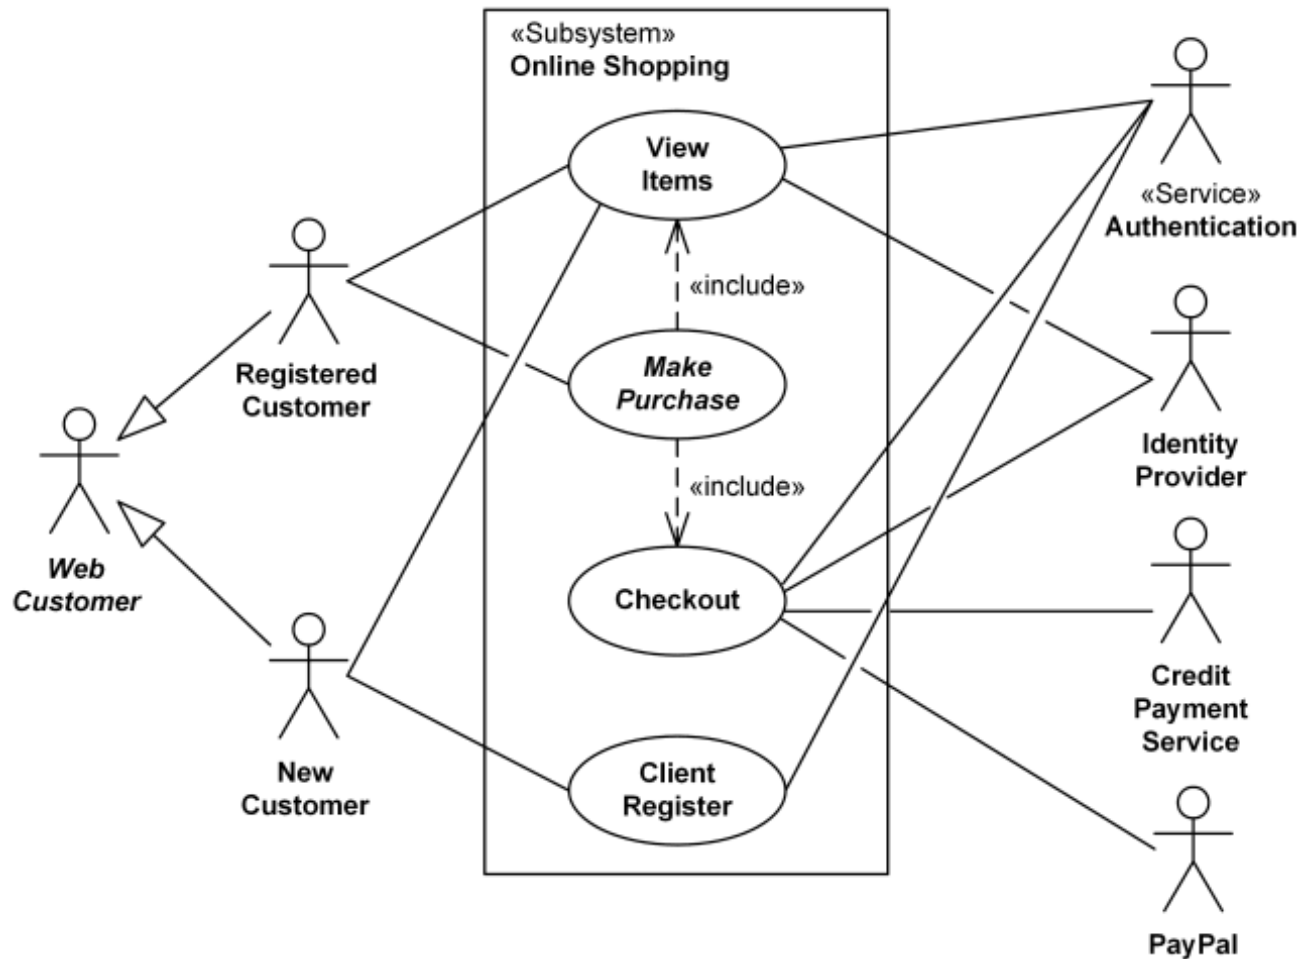 «Subsystem»
Online Shopping
View
Items
«include»
Make
Purchase
«include»
Checkout
Client
Register
Registered
Customer
Web
Customer
New
Customer
«Service»
Authentication
Identity
Provider
Credit
Payment
Service
PayPal